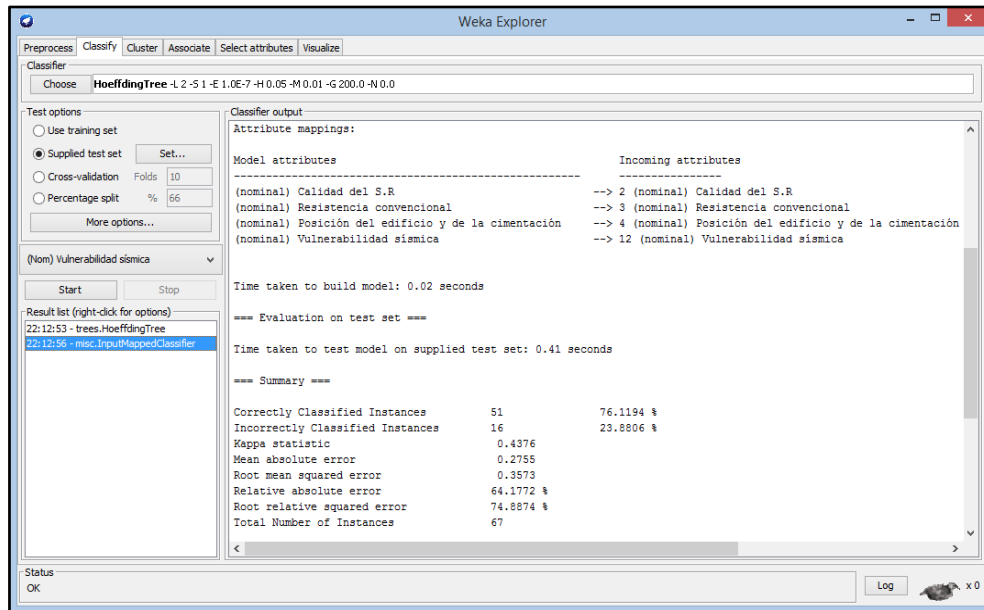 Weka Explorer
Preprocess Classify Cluster Associate Select attributes Visualize
Classifier
Choose HoeffdingTree -L 2 -S 1 -E 1.0E-7 -H 0.05 -M 0.01 -G 200.0 -N 0.0
Test options
Use training set
Supplied test set Set...
Cross-validation Folds 10
Percentage split % 66
More options...
(Nom) Vulnerabilidad sísmica
Start Stop
Result list (right-click for options)
22:12:53 - trees.HoeffdingTree
22:12:56 - misc.InputMappedClassifier
Classifier output
Attribute mappings:
Model attributes Incoming attributes
------------------------------------------------------ ----------------
(nominal) Calidad del S.R --> 2 (nominal) Calidad del S.R
(nominal) Resistencia convencional --> 3 (nominal) Resistencia convencional
(nominal) Posición del edificio y de la cimentación --> 4 (nominal) Posición del edificio y de la cimentación
(nominal) Vulnerabilidad sísmica --> 12 (nominal) Vulnerabilidad sísmica
Time taken to build model: 0.02 seconds
=== Evaluation on test set ===
Time taken to test model on supplied test set: 0.41 seconds
=== Summary ===
Correctly Classified Instances 51 76.1194 %
Incorrectly Classified Instances 16 23.8806 %
Kappa statistic 0.4376
Mean absolute error 0.2755
Root mean squared error 0.3573
Relative absolute error 64.1772 %
Root relative squared error 74.8874 %
Total Number of Instances 67
Status
OK
Log x 0